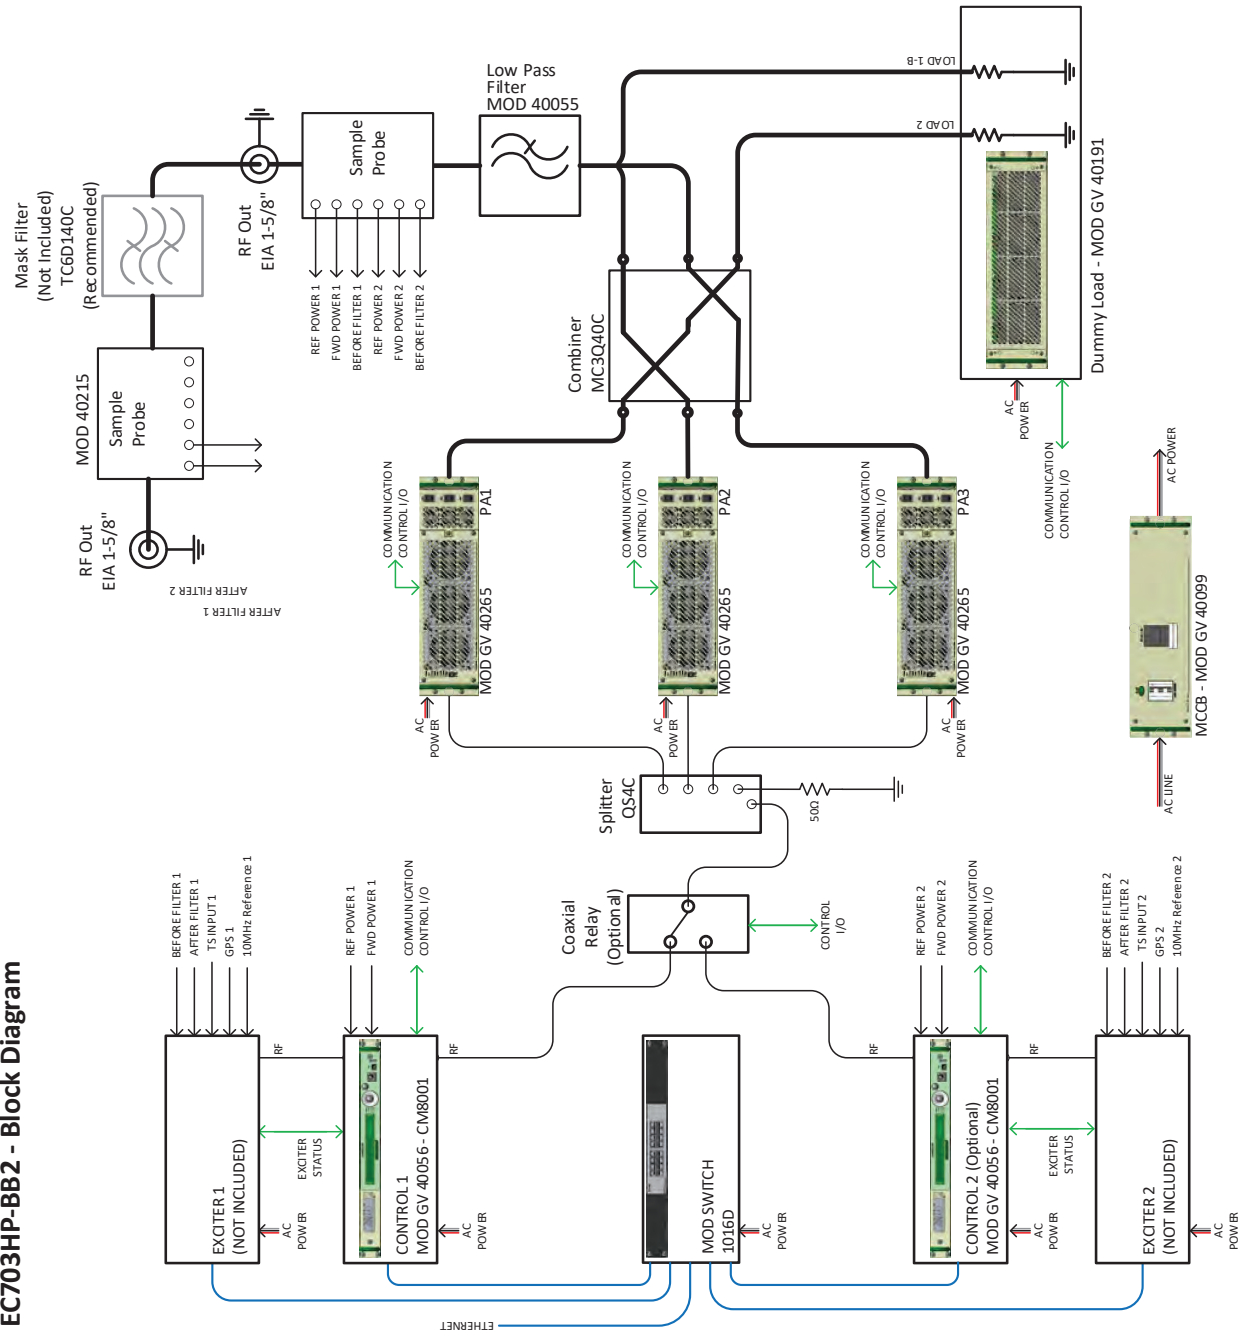 EC703HP-BB2 - Block Diagram
Mask Filter
(Not Included)
TC6D140C
(Recommended)
MOD 40215
Sample
Probe
RF Out
EIA 1-5/8"
AFTER FILTER 2
AFTER FILTER 1
RF Out
EIA 1-5/8"
Sample
Probe
REF POWER 1
FWD POWER 1
BEFORE FILTER 1
REF POWER 2
FWD POWER 2
BEFORE FILTER 2
Low Pass
Filter
MOD 40055
LOAD 1-B
LOAD 2
Dummy Load - MOD GV 40191
AC
POWER
COMMUNICATION
CONTROL I/O
Combiner
MC3Q40C
COMMUNICATION
CONTROL I/O
PA1
MOD GV 40265
AC
POWER
COMMUNICATION
CONTROL I/O
PA2
MOD GV 40265
AC
POWER
COMMUNICATION
CONTROL I/O
PA3
MOD GV 40265
AC
POWER
AC POWER
MCCB - MOD GV 40099
AC LINE
Splitter
QS4C
50Ω
Coaxial
Relay
(Optional)
CONTROL
I/O
BEFORE FILTER 1
AFTER FILTER 1
TS INPUT 1
GPS 1
10MHz Reference 1
EXCITER 1
(NOT INCLUDED)
RF
EXCITER
STATUS
AC
POWER
REF POWER 1
FWD POWER 1
COMMUNICATION
CONTROL I/O
CONTROL 1
MOD GV 40056 - CM8001
RF
AC
POWER
MOD SWITCH
1016D
AC
POWER
REF POWER 2
FWD POWER 2
COMMUNICATION
CONTROL I/O
RF
CONTROL 2 (Optional)
MOD GV 40056 - CM8001
RF
EXCITER
STATUS
AC
POWER
BEFORE FILTER 2
AFTER FILTER 2
TS INPUT 2
GPS 2
10MHz Reference 2
EXCITER 2
(NOT INCLUDED)
AC
POWER
ETHERNET